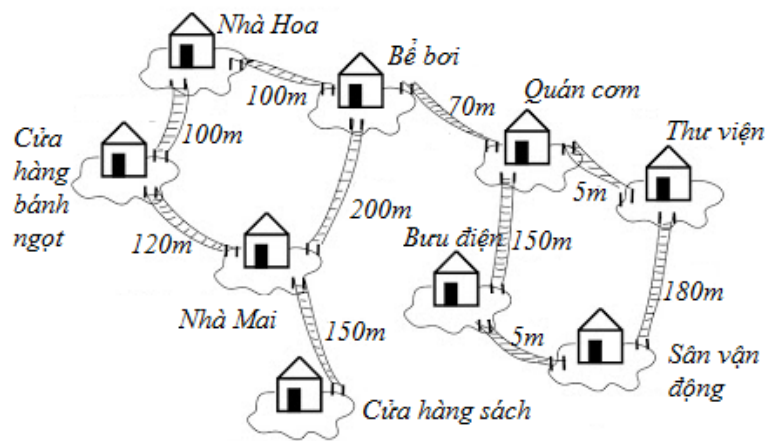 Nhà Hoa
Bể bơi
100m
Quán cơm
70m
Thư viện
100m
Cửa
hàng
bánh
ngọt
5m
200m
120m
Bưu điện
150m
180m
Nhà Mai
150m
5m
Sân vận
động
Cửa hàng sách